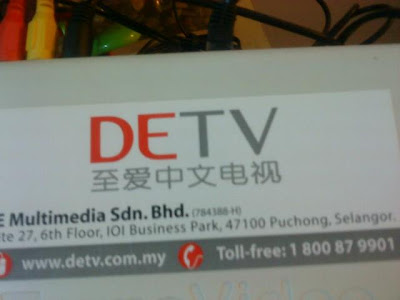 DETV
至爱中文电视
E Multimedia Sdn. Bhd. (784388-H)
27, 6th Floor, IOI Business Park, 47100 Puchong, Selangor.
www.detv.com.my Toll-free: 1 800 87 9901